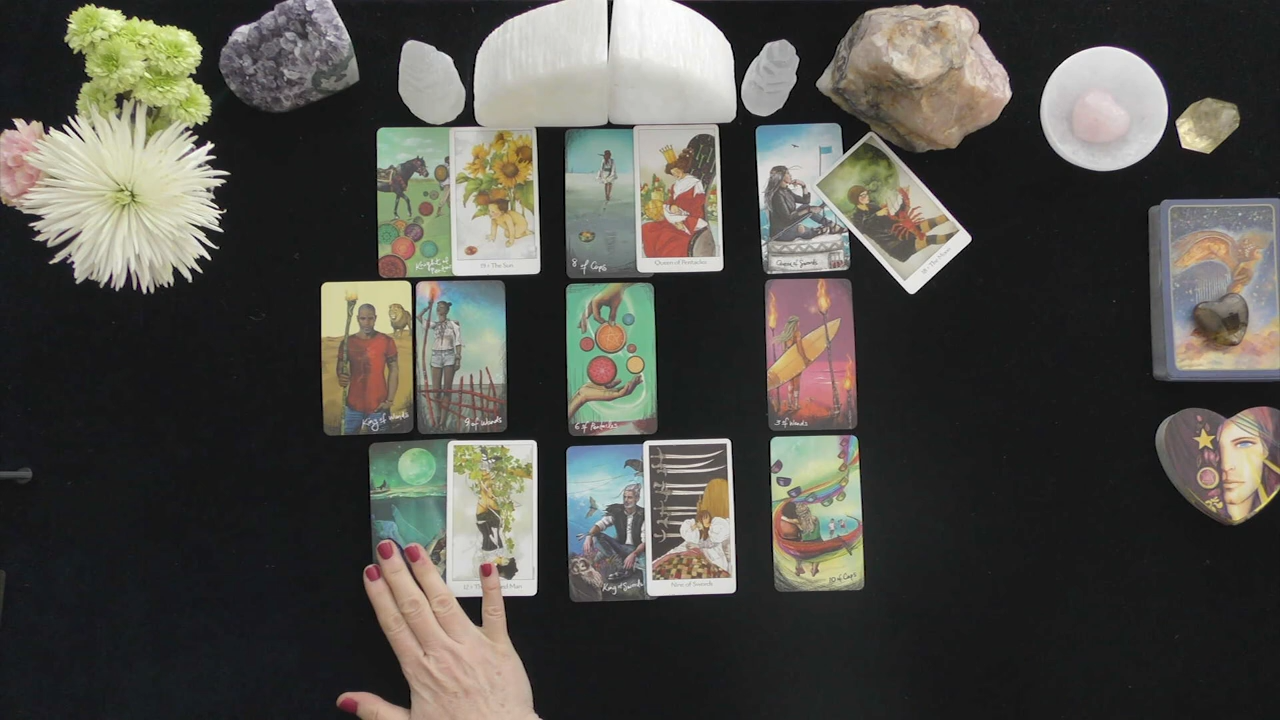 Knight of
19 • The Sun
8 of Cups
Queen of Pentacles
Queen of Swords
18 • The Moon
King of Wands
9 of Wands
6 of Pentacles
3 of Wands
King of Swords
Nine of Swords
10 of Cups